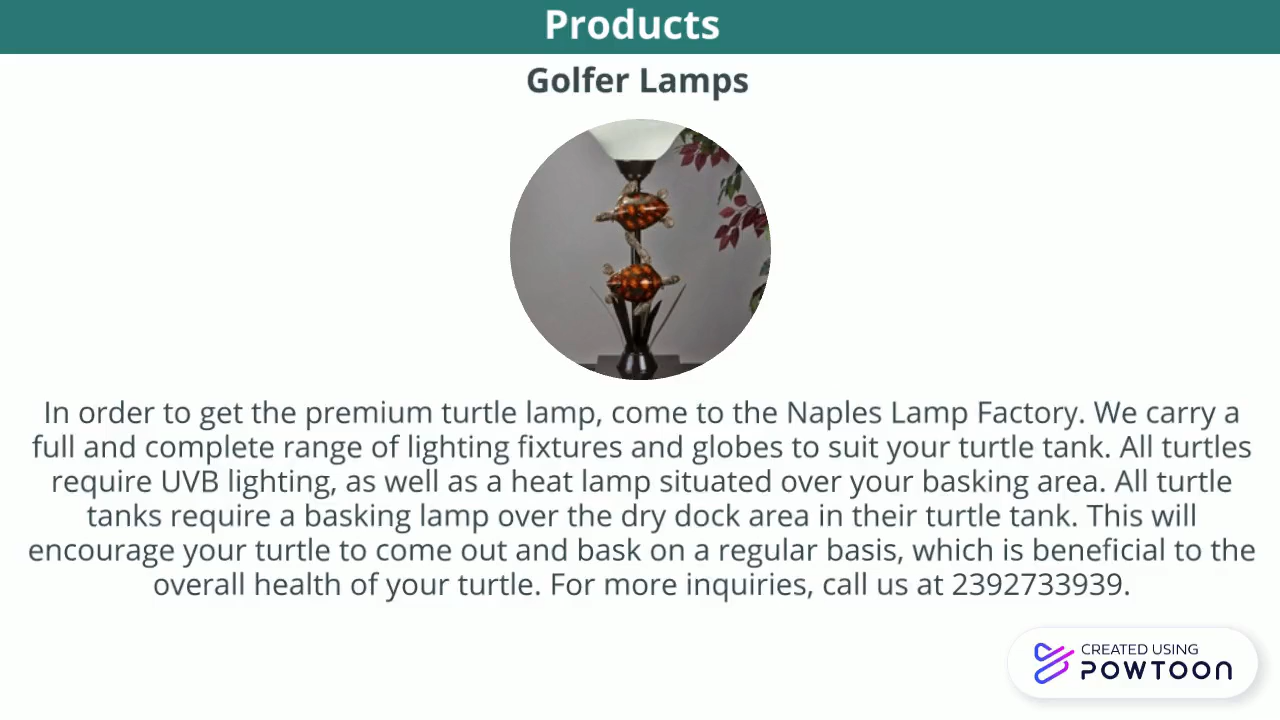 Products
Golfer Lamps
In order to get the premium turtle lamp, come to the Naples Lamp Factory. We carry a
full and complete range of lighting fixtures and globes to suit your turtle tank. All turtles
require UVB lighting, as well as a heat lamp situated over your basking area. All turtle
tanks require a basking lamp over the dry dock area in their turtle tank. This will
encourage your turtle to come out and bask on a regular basis, which is beneficial to the
overall health of your turtle. For more inquiries, call us at 2392733939.
CREATED USING
POWTOON